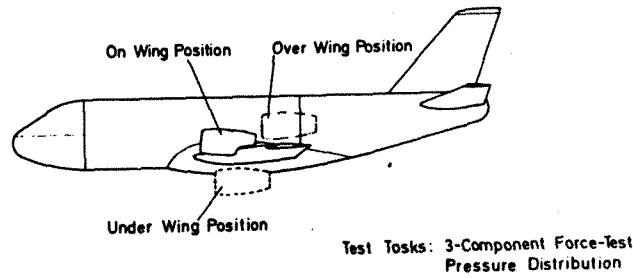 On Wing Position
Over Wing Position
Under Wing Position
Test Tosks: 3-Component Force-Test
Pressure Distribution